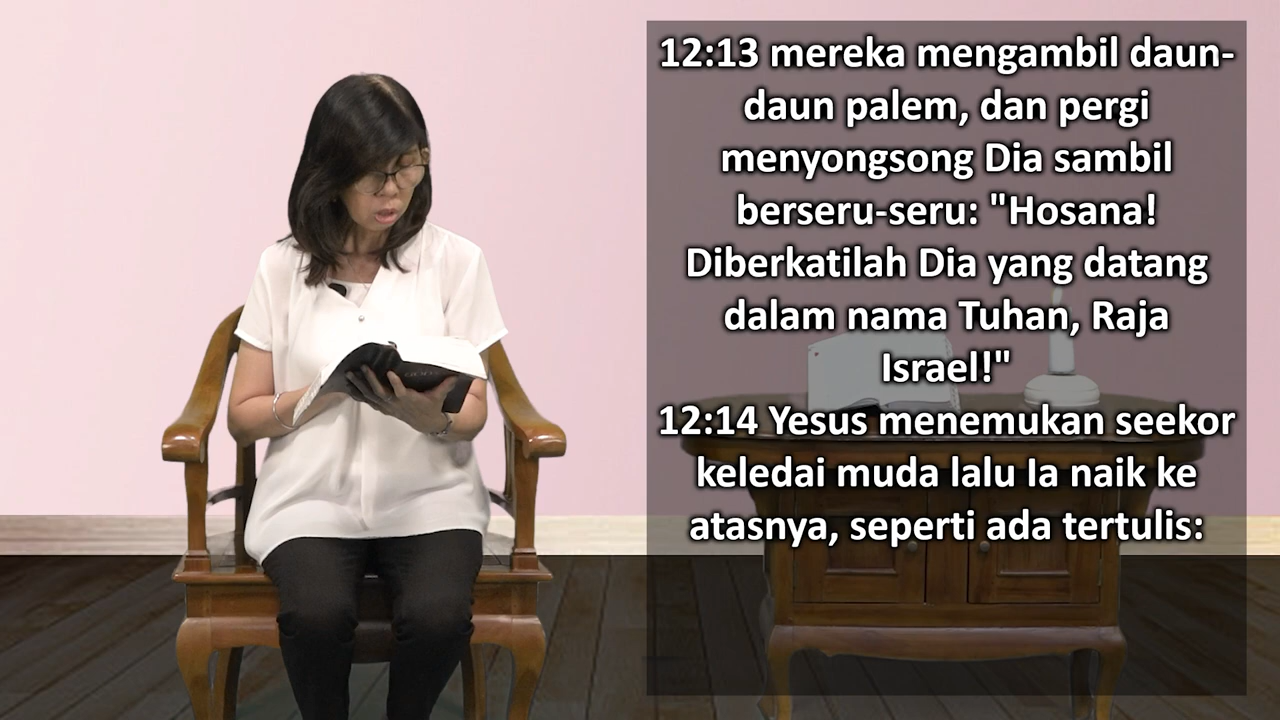 12:13 mereka mengambil daun-
daun palem, dan pergi
menyongsong Dia sambil
berseru-seru: "Hosana!
Diberkatilah Dia yang datang
dalam nama Tuhan, Raja
Israel!"
12:14 Yesus menemukan seekor
keledai muda lalu Ia naik ke
atasnya, seperti ada tertulis: